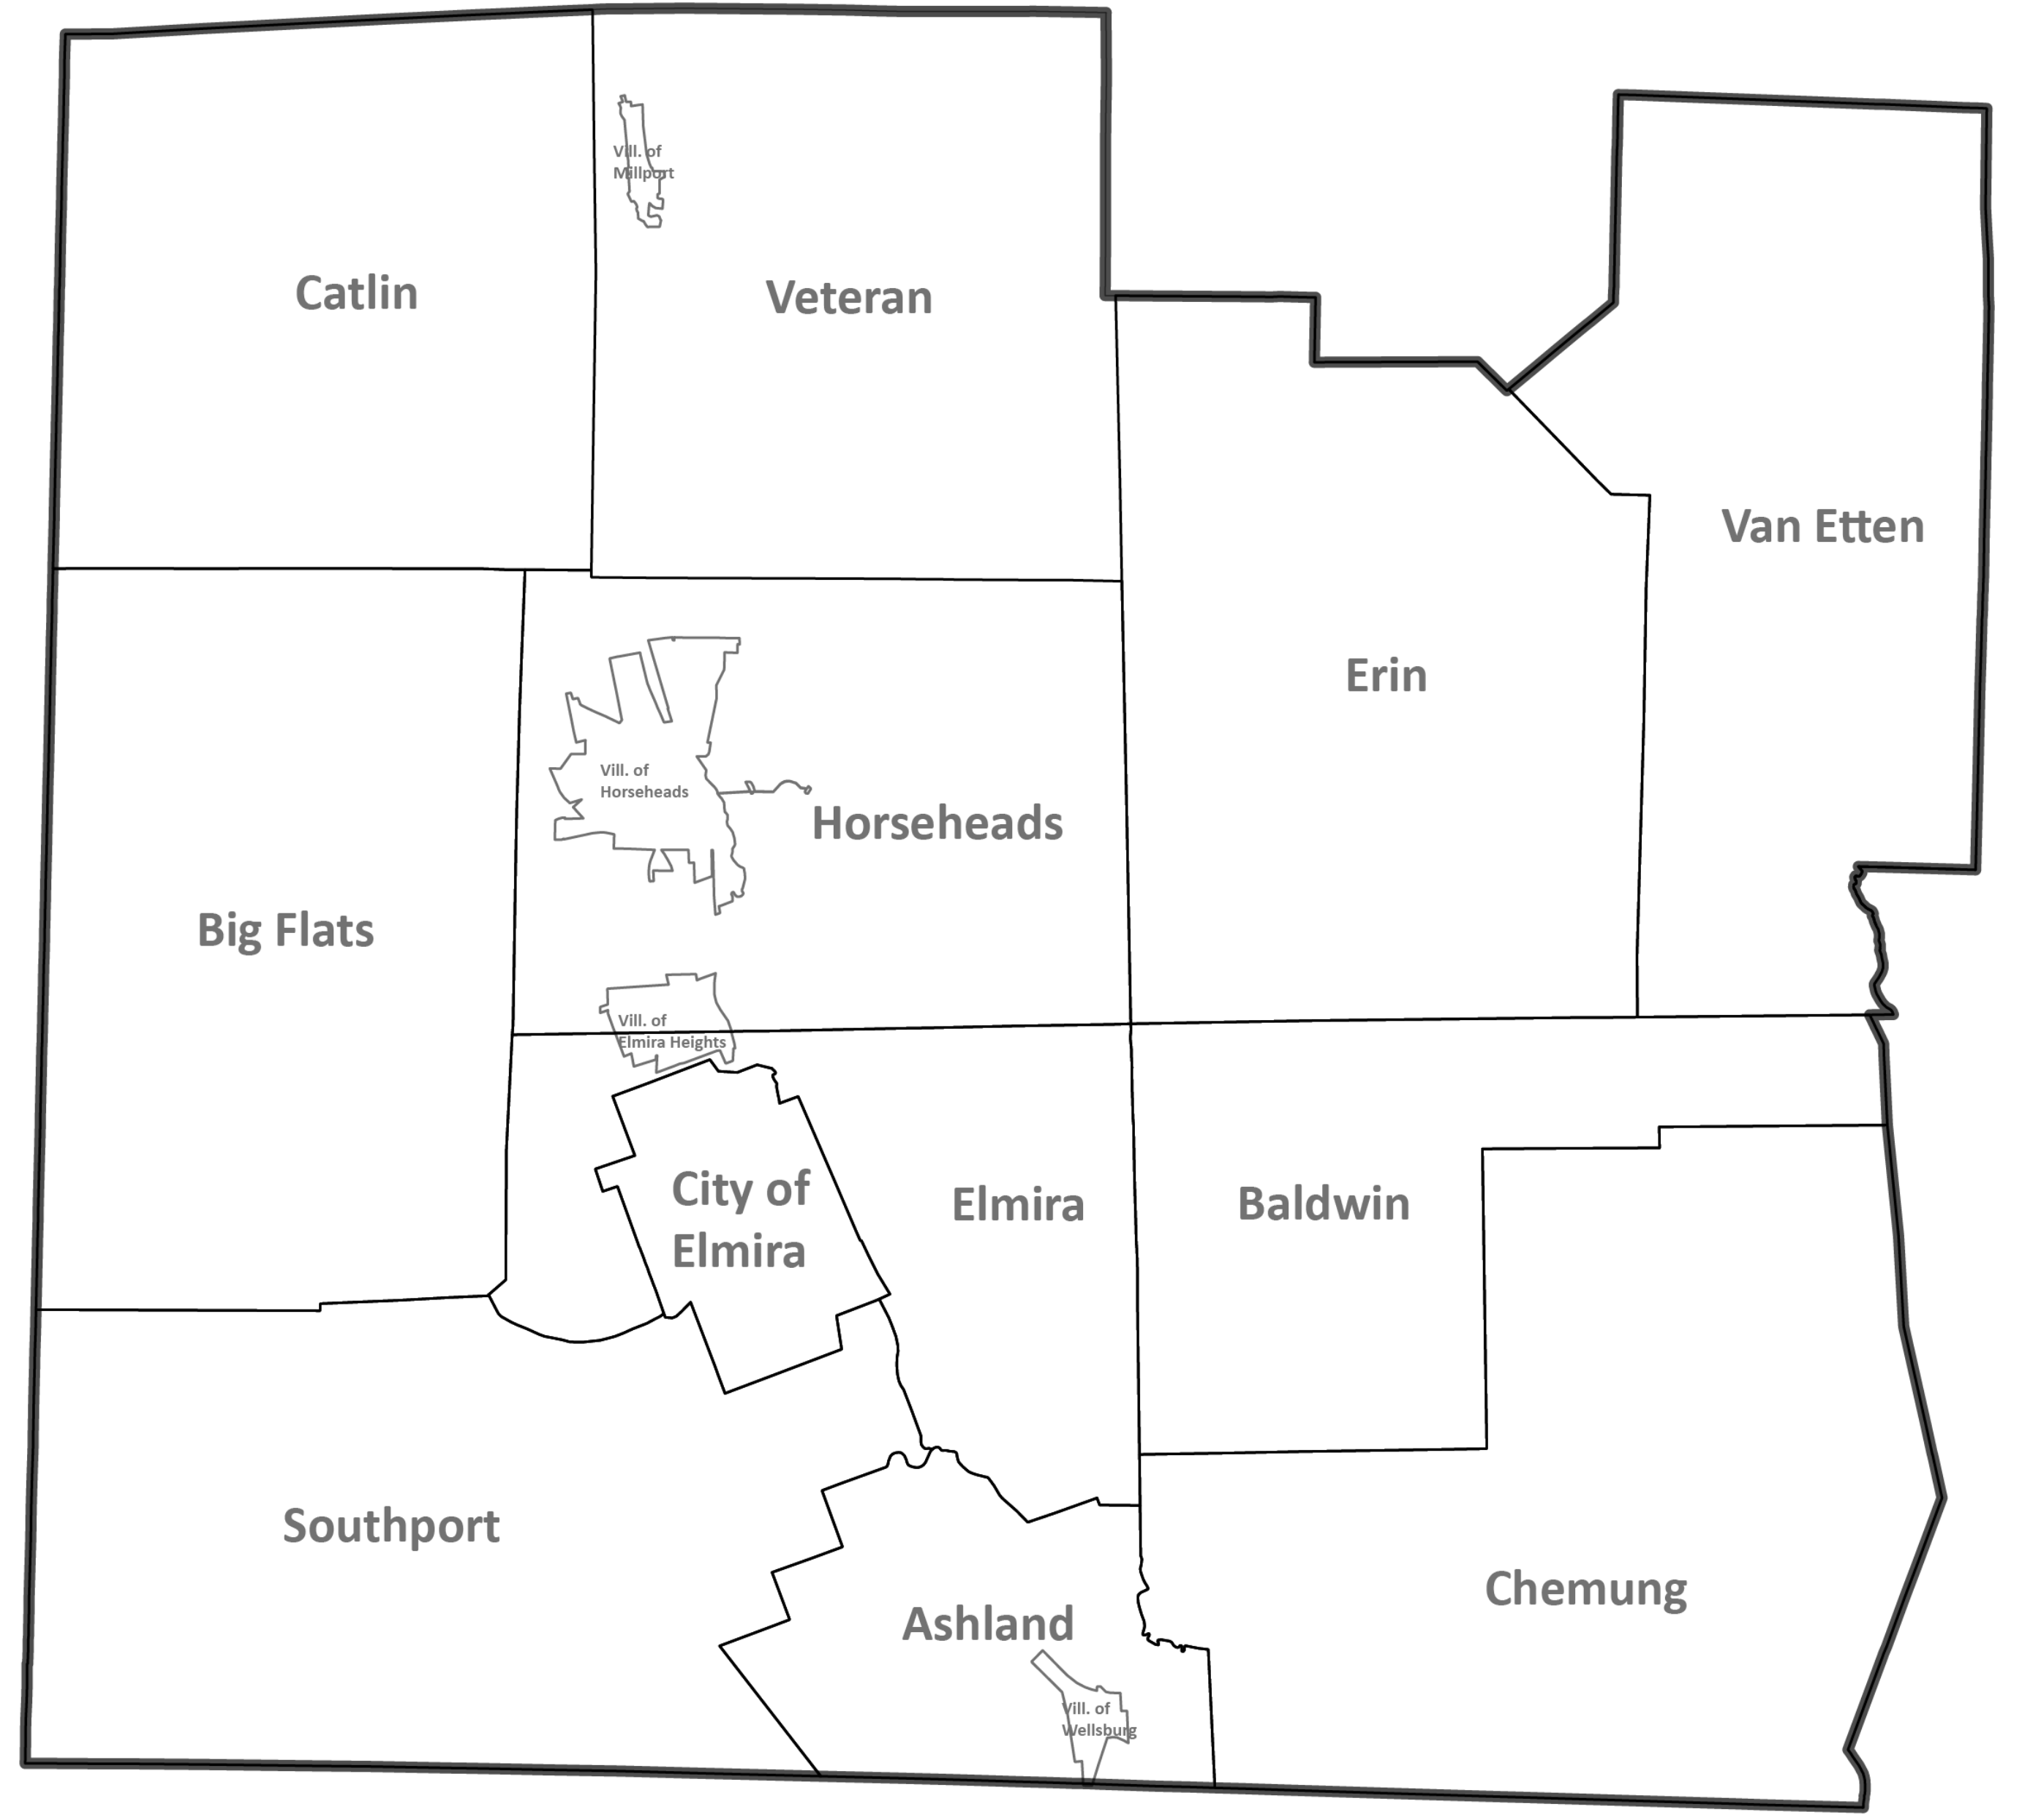 Vill. of
Millport
Catlin
Veteran
Van Etten
Erin
Vill. of
Horseheads
Horseheads
Big Flats
Vill. of
Elmira Heights
City of
Elmira
Elmira
Baldwin
Southport
Chemung
Ashland
Vill. of
Wellsburg